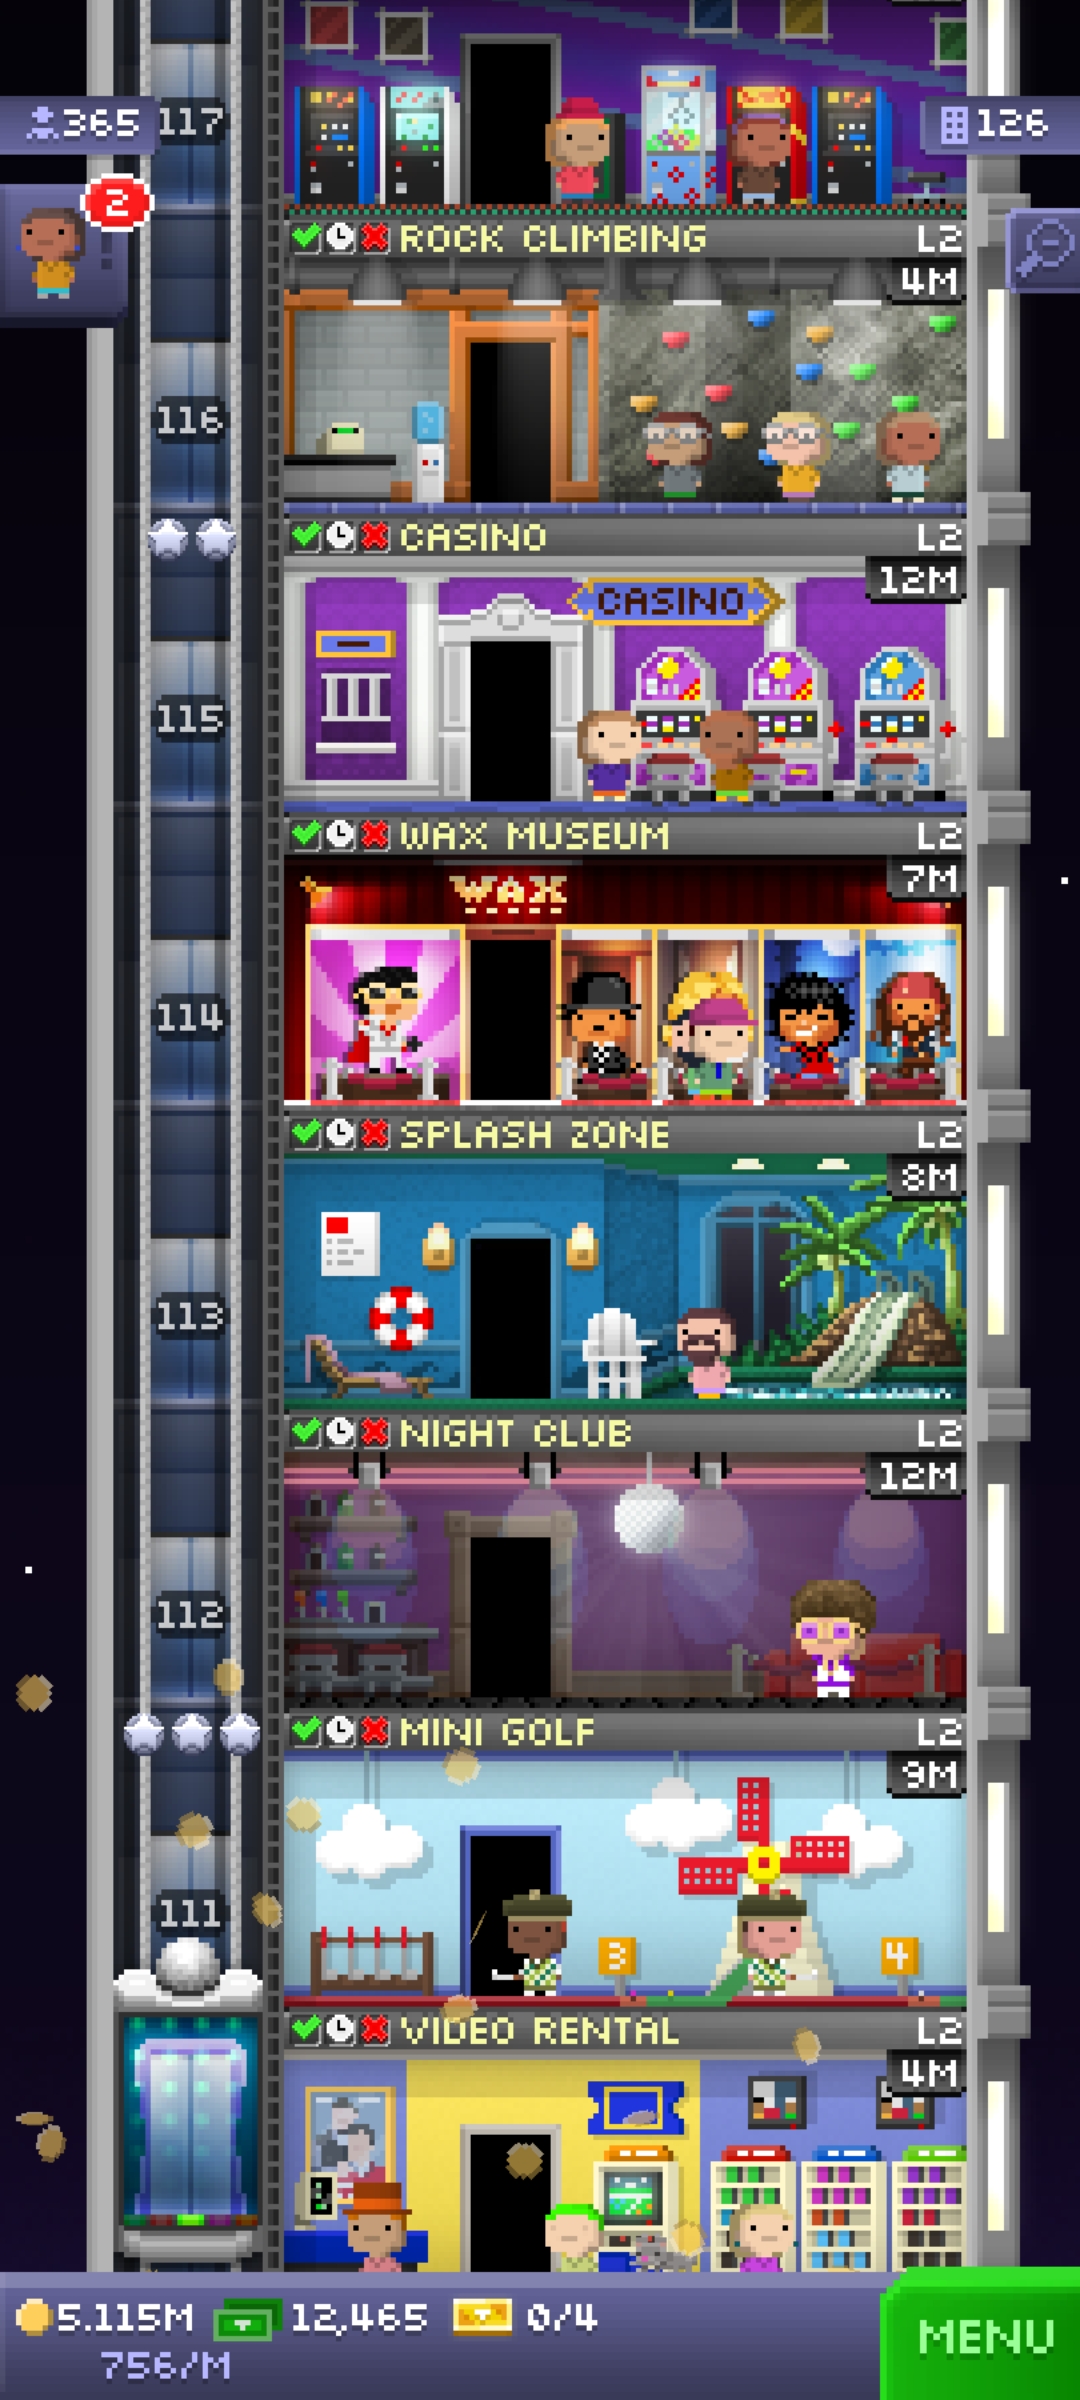 117
365
126
2
ROCK CLIMBING L2
4M
116
CASINO L2
12M
CASINO
115
WAX MUSEUM L2
7M
WAX
114
SPLASH ZONE L2
8M
113
NIGHT CLUB L2
12M
112
MINI GOLF L2
9M
111
3
4
VIDEO RENTAL L2
4M
5.115M 12,465 0/4
756/M
MENU